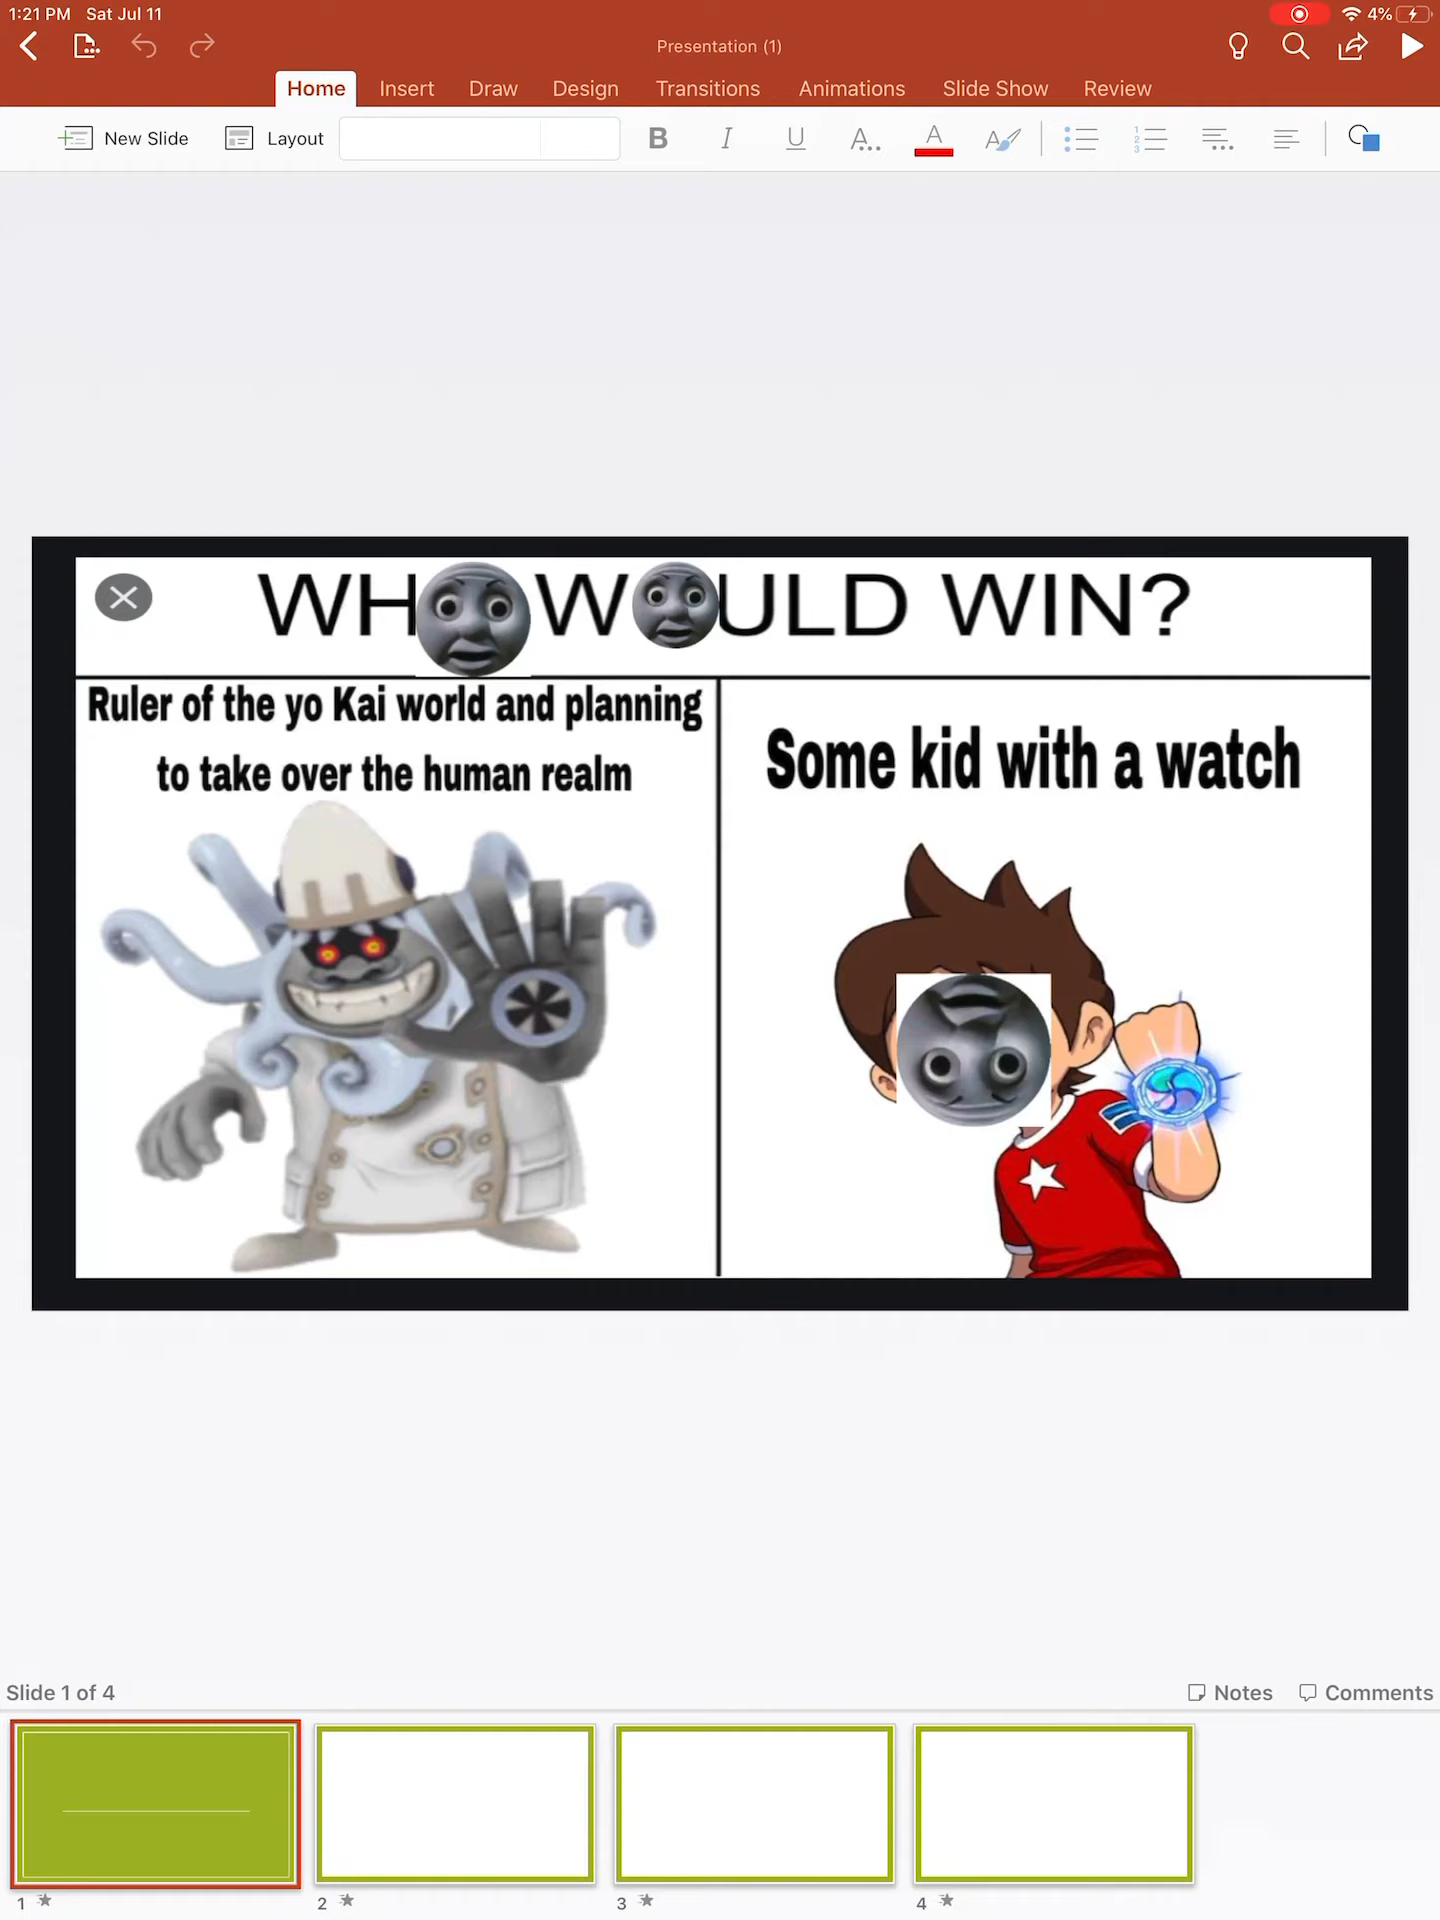 1:21 PM Sat Jul 11
4%
Presentation (1)
Home Insert Draw Design Transitions Animations Slide Show Review
New Slide Layout B I U A.. A A
WH W ULD WIN?
Ruler of the yo Kai world and planning
to take over the human realm
Some kid with a watch
Slide 1 of 4
Notes Comments
1 2 3 4